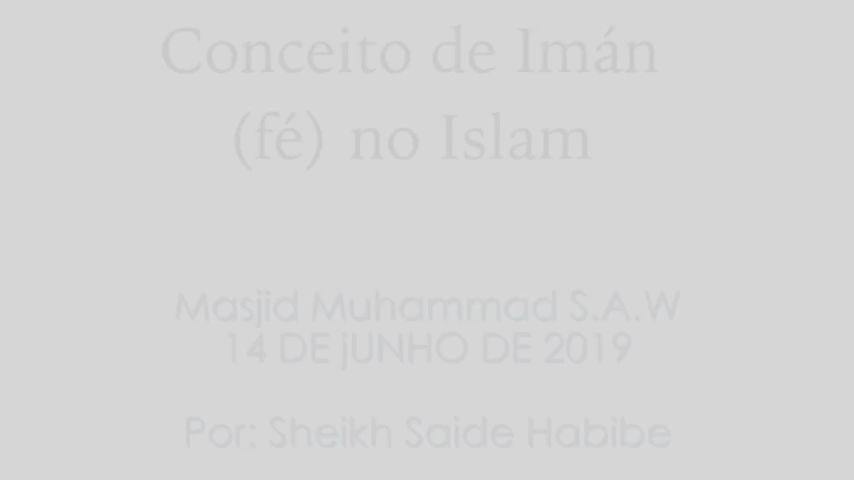 Conceito de Imán
(fé) no Islam
Masjid Muhammad S.A.W
14 DE jUNHO DE 2019
Por: Sheikh Saide Habibe